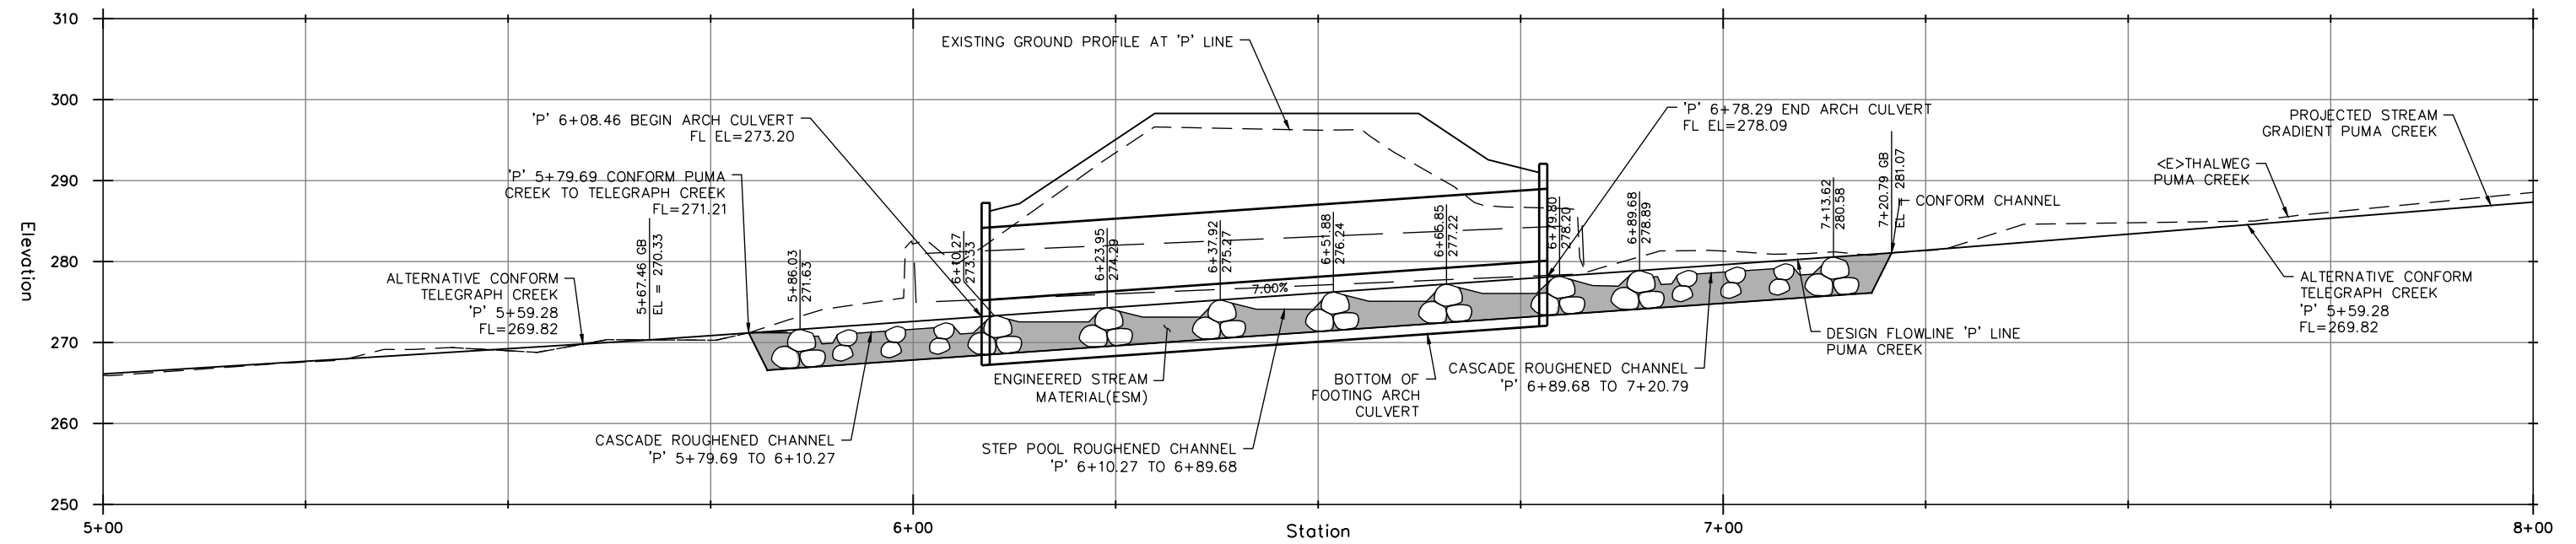 310
300
290
280
270
260
250
Elevation
EXISTING GROUND PROFILE AT 'P' LINE
'P' 6+08.46 BEGIN ARCH CULVERT
FL EL=273.20
'P' 5+79.69 CONFORM PUMA
CREEK TO TELEGRAPH CREEK
FL=271.21
ALTERNATIVE CONFORM
TELEGRAPH CREEK
'P' 5+59.28
FL=269.82
5+67.46 GB
EL = 270.33
5+86.03
271.63
6+10.27
273.33
6+23.95
274.29
6+37.92
275.27
7.00%
6+51.88
276.24
6+65.85
277.22
6+79.80
278.20
6+89.68
278.89
7+13.62
280.58
7+20.79 GB
EL = 281.07
'P' 6+78.29 END ARCH CULVERT
FL EL=278.09
CONFORM CHANNEL
PROJECTED STREAM
GRADIENT PUMA CREEK
<E>THALWEG
PUMA CREEK
ALTERNATIVE CONFORM
TELEGRAPH CREEK
'P' 5+59.28
FL=269.82
DESIGN FLOWLINE 'P' LINE
PUMA CREEK
CASCADE ROUGHENED CHANNEL
'P' 6+89.68 TO 7+20.79
BOTTOM OF
FOOTING ARCH
CULVERT
ENGINEERED STREAM
MATERIAL(ESM)
STEP POOL ROUGHENED CHANNEL
'P' 6+10.27 TO 6+89.68
CASCADE ROUGHENED CHANNEL
'P' 5+79.69 TO 6+10.27
5+00
6+00
Station
7+00
8+00